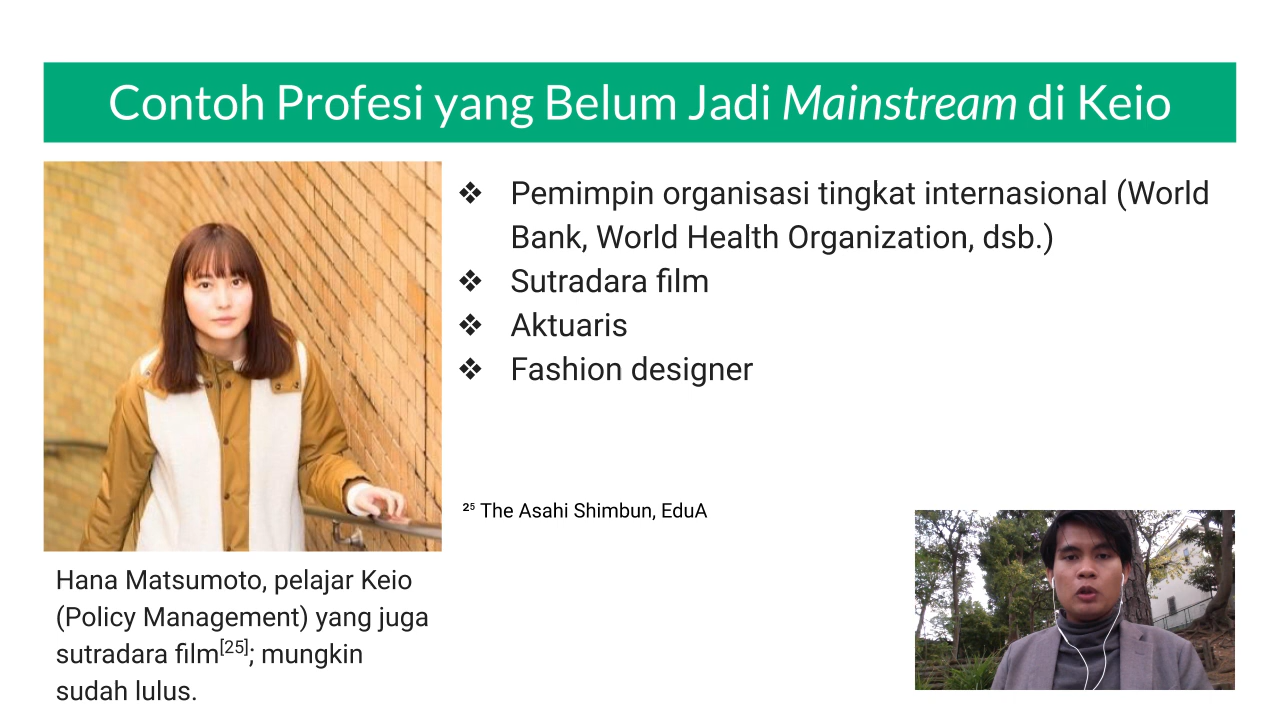 Contoh Profesi yang Belum Jadi Mainstream di Keio
❖ Pemimpin organisasi tingkat internasional (World
Bank, World Health Organization, dsb.)
❖ Sutradara film
❖ Aktuaris
❖ Fashion designer
²⁵ The Asahi Shimbun, EduA
Hana Matsumoto, pelajar Keio
(Policy Management) yang juga
sutradara film[25]; mungkin
sudah lulus.